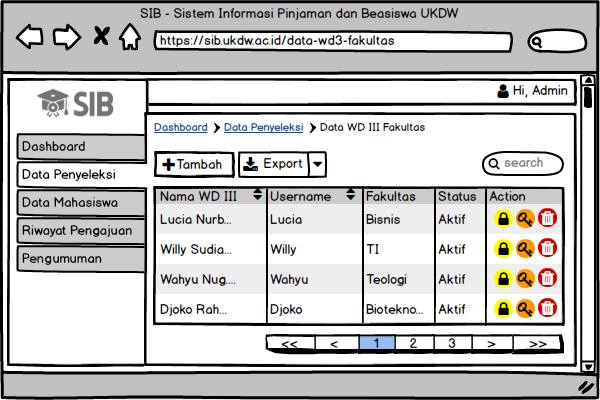 SIB - Sistem Informasi Pinjaman dan Beasiswa UKDW
https://sib.ukdw.ac.id/data-wd3-fakultas
SIB
Hi, Admin
Dashboard
Data Penyeleksi
Data Mahasiswa
Riwayat Pengajuan
Pengumuman
Dashboard > Data Penyeleksi > Data WD III Fakultas
+Tambah Export search
Nama WD III Username Fakultas Status Action
Lucia Nurb... Lucia Bisnis Aktif
Willy Sudia... Willy TI Aktif
Wahyu Nug.... Wahyu Teologi Aktif
Djoko Rah... Djoko Biotekno... Aktif
<< < 1 2 3 > >>